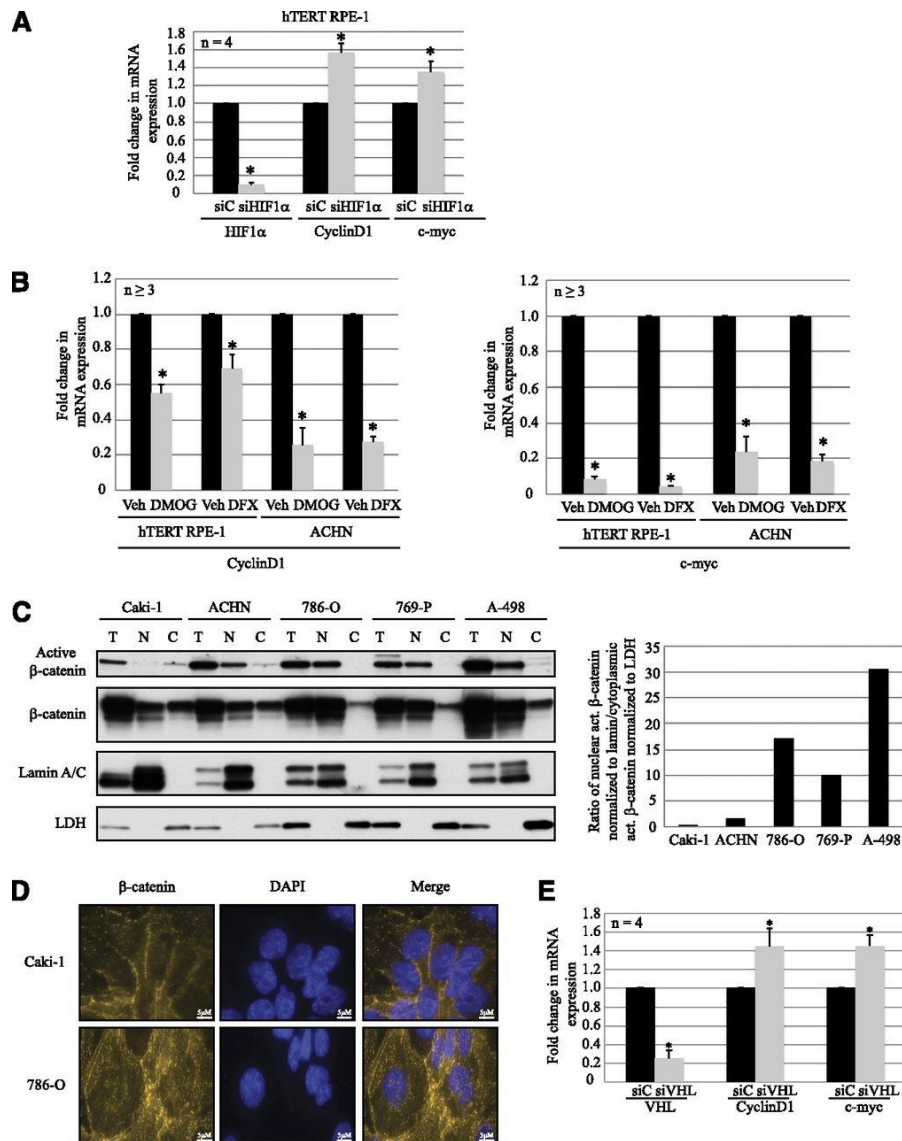 A
hTERT RPE-1
Fold change in mRNA
expression
n = 4
1.8
1.6
1.4
1.2
1.0
0.8
0.6
0.4
0.2
0
*
*
*
siC siHIF1α siC siHIF1α siC siHIF1α
HIF1α CyclinD1 c-myc
B
Fold change in
mRNA expression
n ≥ 3
1.2
1.0
0.8
0.6
0.4
0.2
0
*
*
*
*
Veh DMOG Veh DFX Veh DMOG Veh DFX
hTERT RPE-1 ACHN
CyclinD1
Fold change in
mRNA expression
n ≥ 3
1.2
1.0
0.8
0.6
0.4
0.2
0
*
*
*
*
Veh DMOG Veh DFX Veh DMOG Veh DFX
hTERT RPE-1 ACHN
c-myc
C
Caki-1 ACHN 786-O 769-P A-498
T N C T N C T N C T N C T N C
Active
β-catenin
β-catenin
Lamin A/C
LDH
Ratio of nuclear act. β-catenin
normalized to lamin/cytoplasmic
act. β-catenin normalized to LDH
35
30
25
20
15
10
5
0
Caki-1 ACHN 786-O 769-P A-498
D
β-catenin DAPI Merge
Caki-1
5μM 5μM 5μM
786-O
5μM 5μM 5μM
E
Fold change in mRNA
expression
n = 4
1.8
1.6
1.4
1.2
1.0
0.8
0.6
0.4
0.2
0
*
*
*
siC siVHL siC siVHL siC siVHL
VHL CyclinD1 c-myc